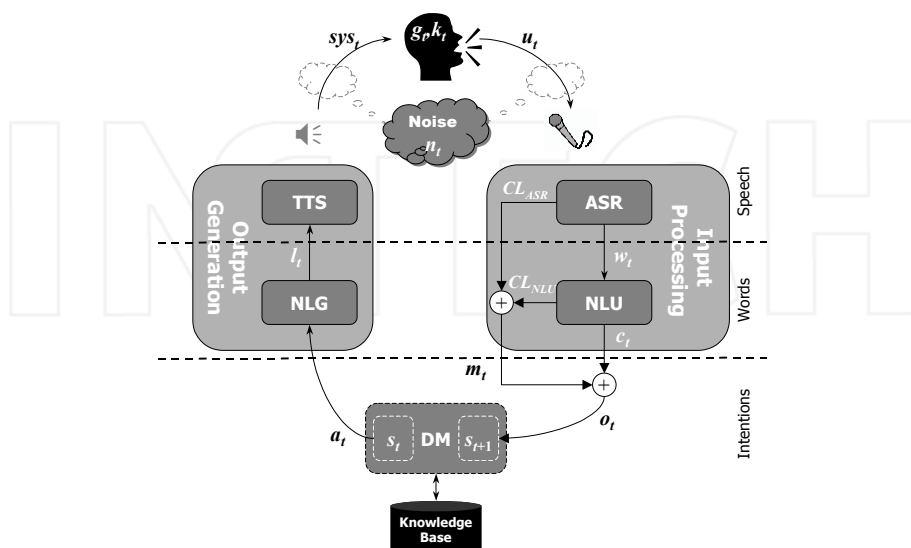 sys_t
g_t, k_t
u_t
Noise
n_t
INTECH
Output
Generation
TTS
l_t
NLG
CL_ASR
ASR
w_t
CL_NLU
NLU
c_t
Input
Processing
Speech
Words
Intentions
+
+
m_t
o_t
a_t
s_t
DM
s_t+1
Knowledge
Base